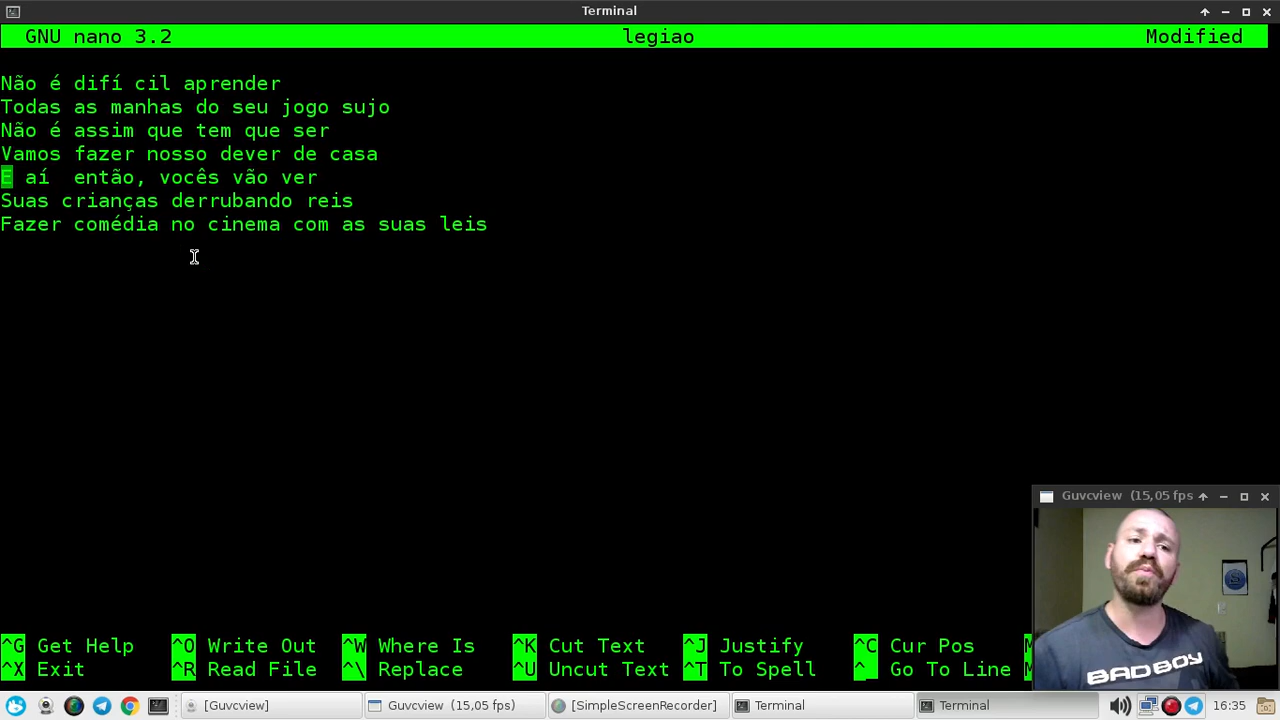 Terminal
GNU nano 3.2 legiao Modified
Não é difí cil aprender
Todas as manhas do seu jogo sujo
Não é assim que tem que ser
Vamos fazer nosso dever de casa
E aí  então, vocês vão ver
Suas crianças derrubando reis
Fazer comédia no cinema com as suas leis
Guvcview (15,05 fps
BAD BOY
^G Get Help ^O Write Out ^W Where Is ^K Cut Text ^J Justify ^C Cur Pos M
^X Exit ^R Read File ^\ Replace ^U Uncut Text ^T To Spell ^_ Go To Line M
[Guvcview] Guvcview (15,05 fps) [SimpleScreenRecorder] Terminal Terminal 16:35